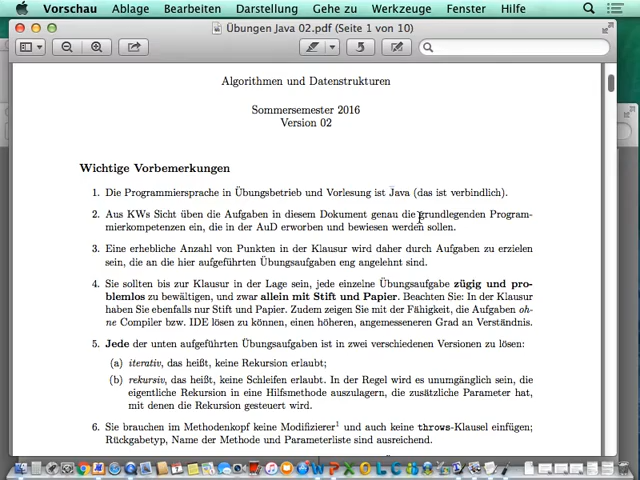 Vorschau Ablage Bearbeiten Darstellung Gehe zu Werkzeuge Fenster Hilfe
Übungen Java 02.pdf (Seite 1 von 10)
Algorithmen und Datenstrukturen
Sommersemester 2016
Version 02
Wichtige Vorbemerkungen
1. Die Programmiersprache in Übungsbetrieb und Vorlesung ist Java (das ist verbindlich).
2. Aus KWs Sicht üben die Aufgaben in diesem Dokument genau die grundlegenden Program-
mierkompetenzen ein, die in der AuD erworben und bewiesen werden sollen.
3. Eine erhebliche Anzahl von Punkten in der Klausur wird daher durch Aufgaben zu erzielen
sein, die an die hier aufgeführten Übungsaufgaben eng angelehnt sind.
4. Sie sollten bis zur Klausur in der Lage sein, jede einzelne Übungsaufgabe zügig und pro-
blemlos zu bewältigen, und zwar allein mit Stift und Papier. Beachten Sie: In der Klausur
haben Sie ebenfalls nur Stift und Papier. Zudem zeigen Sie mit der Fähigkeit, die Aufgaben oh-
ne Compiler bzw. IDE lösen zu können, einen höheren, angemesseneren Grad an Verständnis.
5. Jede der unten aufgeführten Übungsaufgaben ist in zwei verschiedenen Versionen zu lösen:
(a) iterativ, das heißt, keine Rekursion erlaubt;
(b) rekursiv, das heißt, keine Schleifen erlaubt. In der Regel wird es unumgänglich sein, die
eigentliche Rekursion in eine Hilfsmethode auszulagern, die zusätzliche Parameter hat,
mit denen die Rekursion gesteuert wird.
6. Sie brauchen im Methodenkopf keine Modifizierer¹ und auch keine throws-Klausel einfügen;
Rückgabetyp, Name der Methode und Parameterliste sind ausreichend.